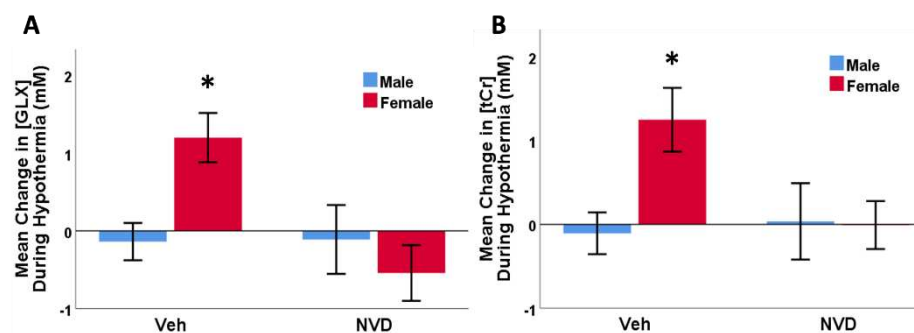 A
Mean Change in [GLX]
During Hypothermia (mM)
2
1
0
-1
*
Male
Female
Veh
NVD
B
Mean Change in [tCr]
During Hypothermia (mM)
2
1
0
-1
*
Male
Female
Veh
NVD